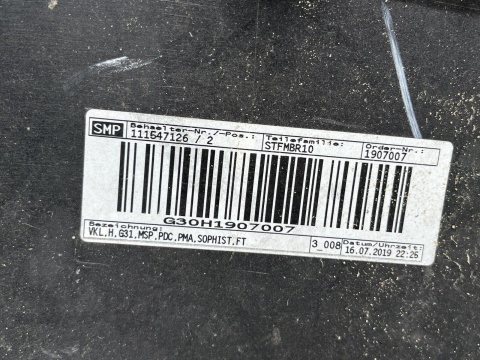 SMP
Behaelter-Nr./-Pos.: Teilefamilie: Order-Nr.:
111647126 / 2 STFMBR10 1907007
G30H1907007
Bezeichnung: Datum/Uhrzeit:
VKL,H,G31,MSP,PDC,PMA,SOPHIST,FT 3_008 16.07.2019 22:26